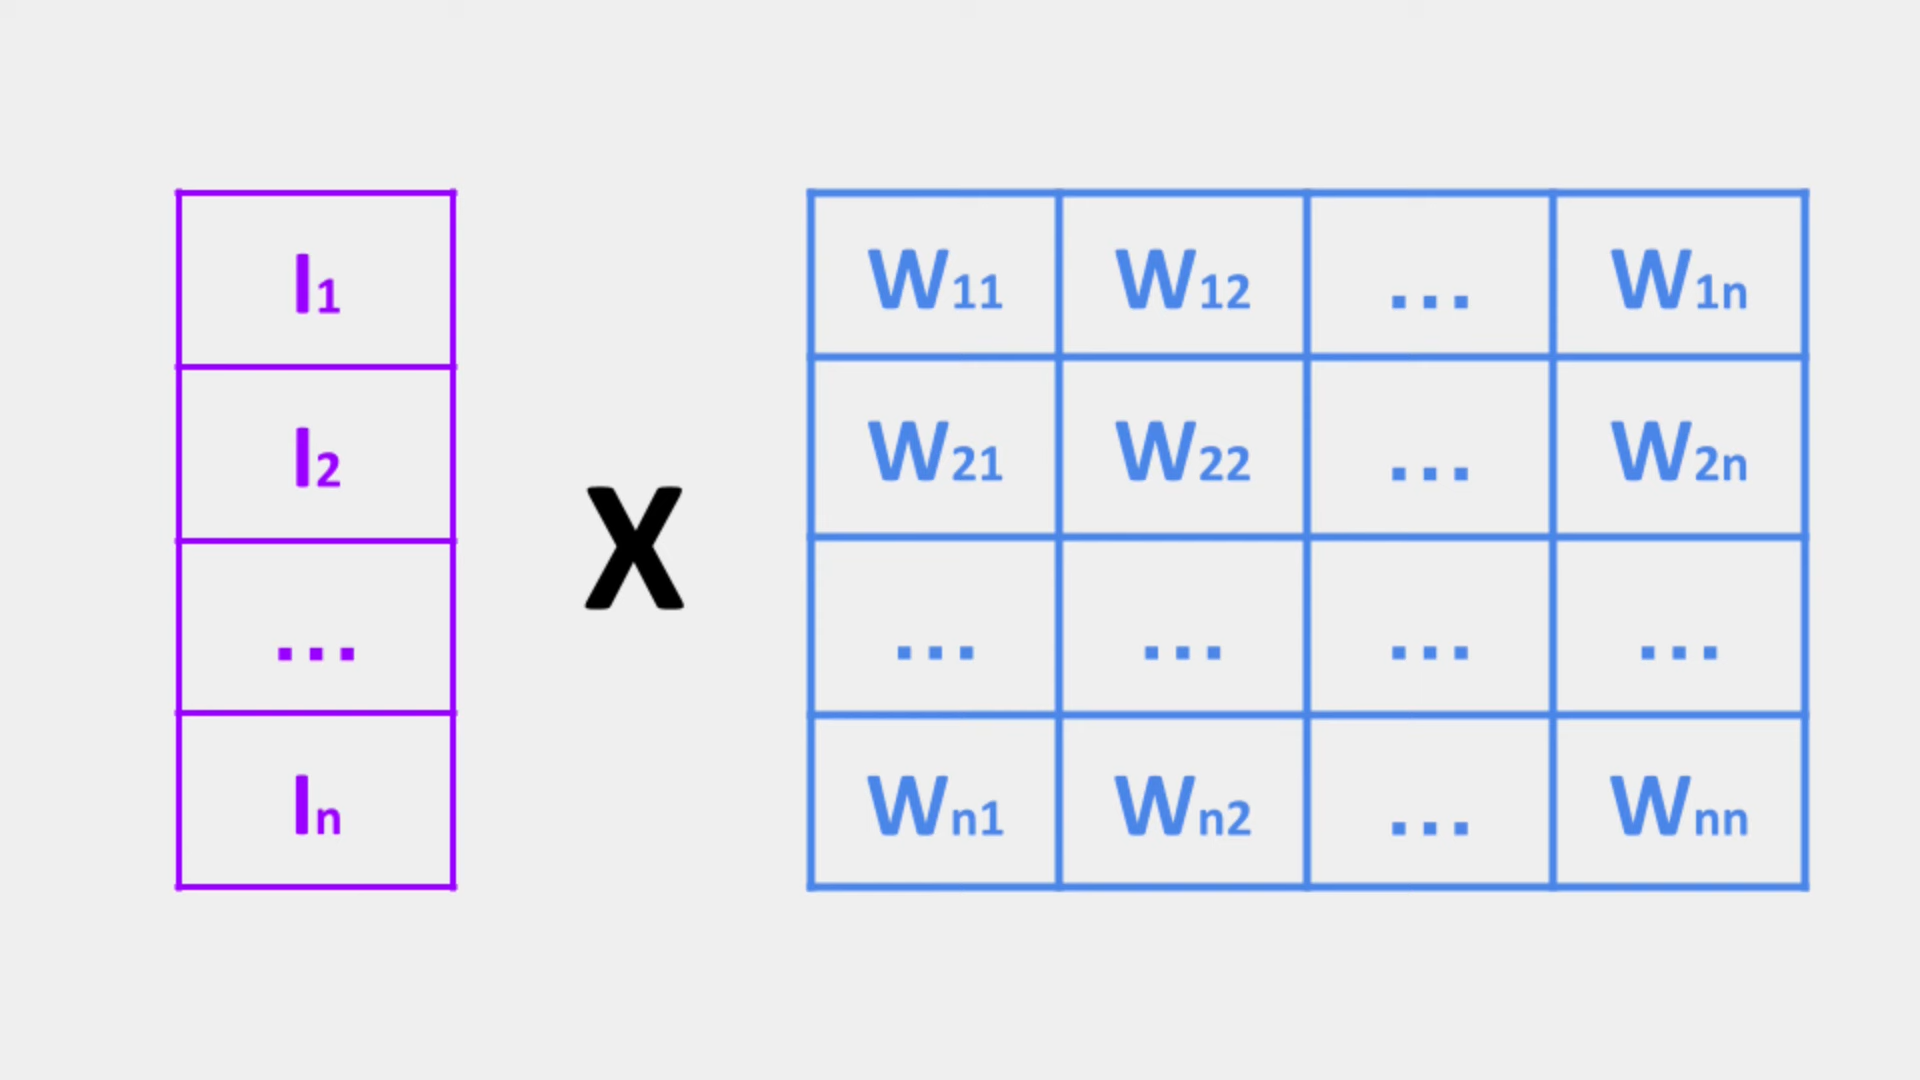 I1 W11 W12 ... W1n
I2 W21 W22 ... W2n
X
... ... ... ... ...
In Wn1 Wn2 ... Wnn